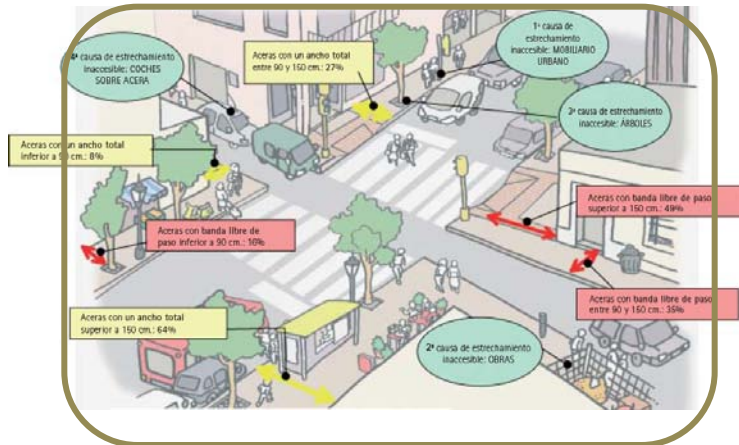 1ª causa de estrechamiento
inaccesible: MOBILIARIO
URBANO
4ª causa de estrechamiento
inaccesible: COCHES
SOBRE ACERA
Aceras con un ancho total
entre 90 y 150 cm.: 27%
2ª causa de estrechamiento
inaccesible: ÁRBOLES
Aceras con un ancho total
inferior a 90 cm.: 8%
Aceras con banda libre de paso
superior a 150 cm.: 49%
Aceras con banda libre de
paso inferior a 90 cm.: 16%
Aceras con banda libre de paso
entre 90 y 150 cm.: 35%
Aceras con un ancho total
superior a 150 cm.: 64%
2ª causa de estrechamiento
inaccesible: OBRAS